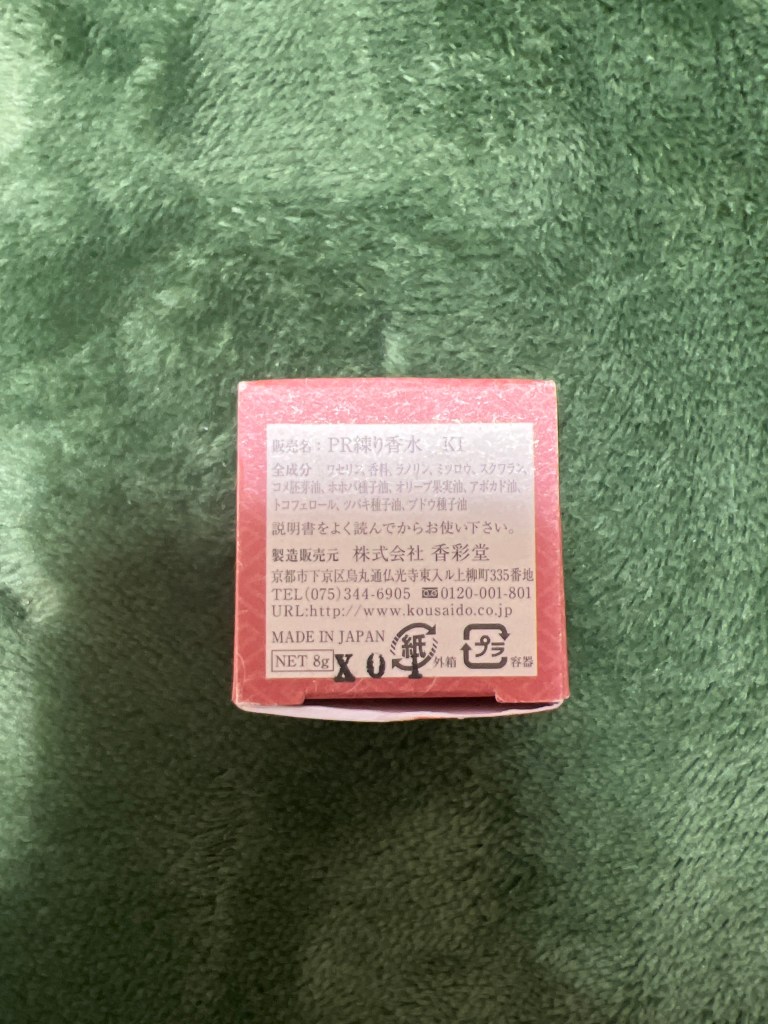 販売名：PR練り香水　KI
全成分　ワセリン、香料、ラノリン、ミツロウ、スクワラン、
コメ胚芽油、ホホバ種子油、オリーブ果実油、アボカド油、
トコフェロール、ツバキ種子油、ブドウ種子油
説明書をよく読んでからお使い下さい。
製造販売元　株式会社 香彩堂
京都市下京区烏丸通仏光寺東入ル上柳町335番地
TEL(075)344-6905 0120-001-801
URL:http://www.kousaido.co.jp
MADE IN JAPAN 紙 外箱 プラ 容器
NET 8g X01